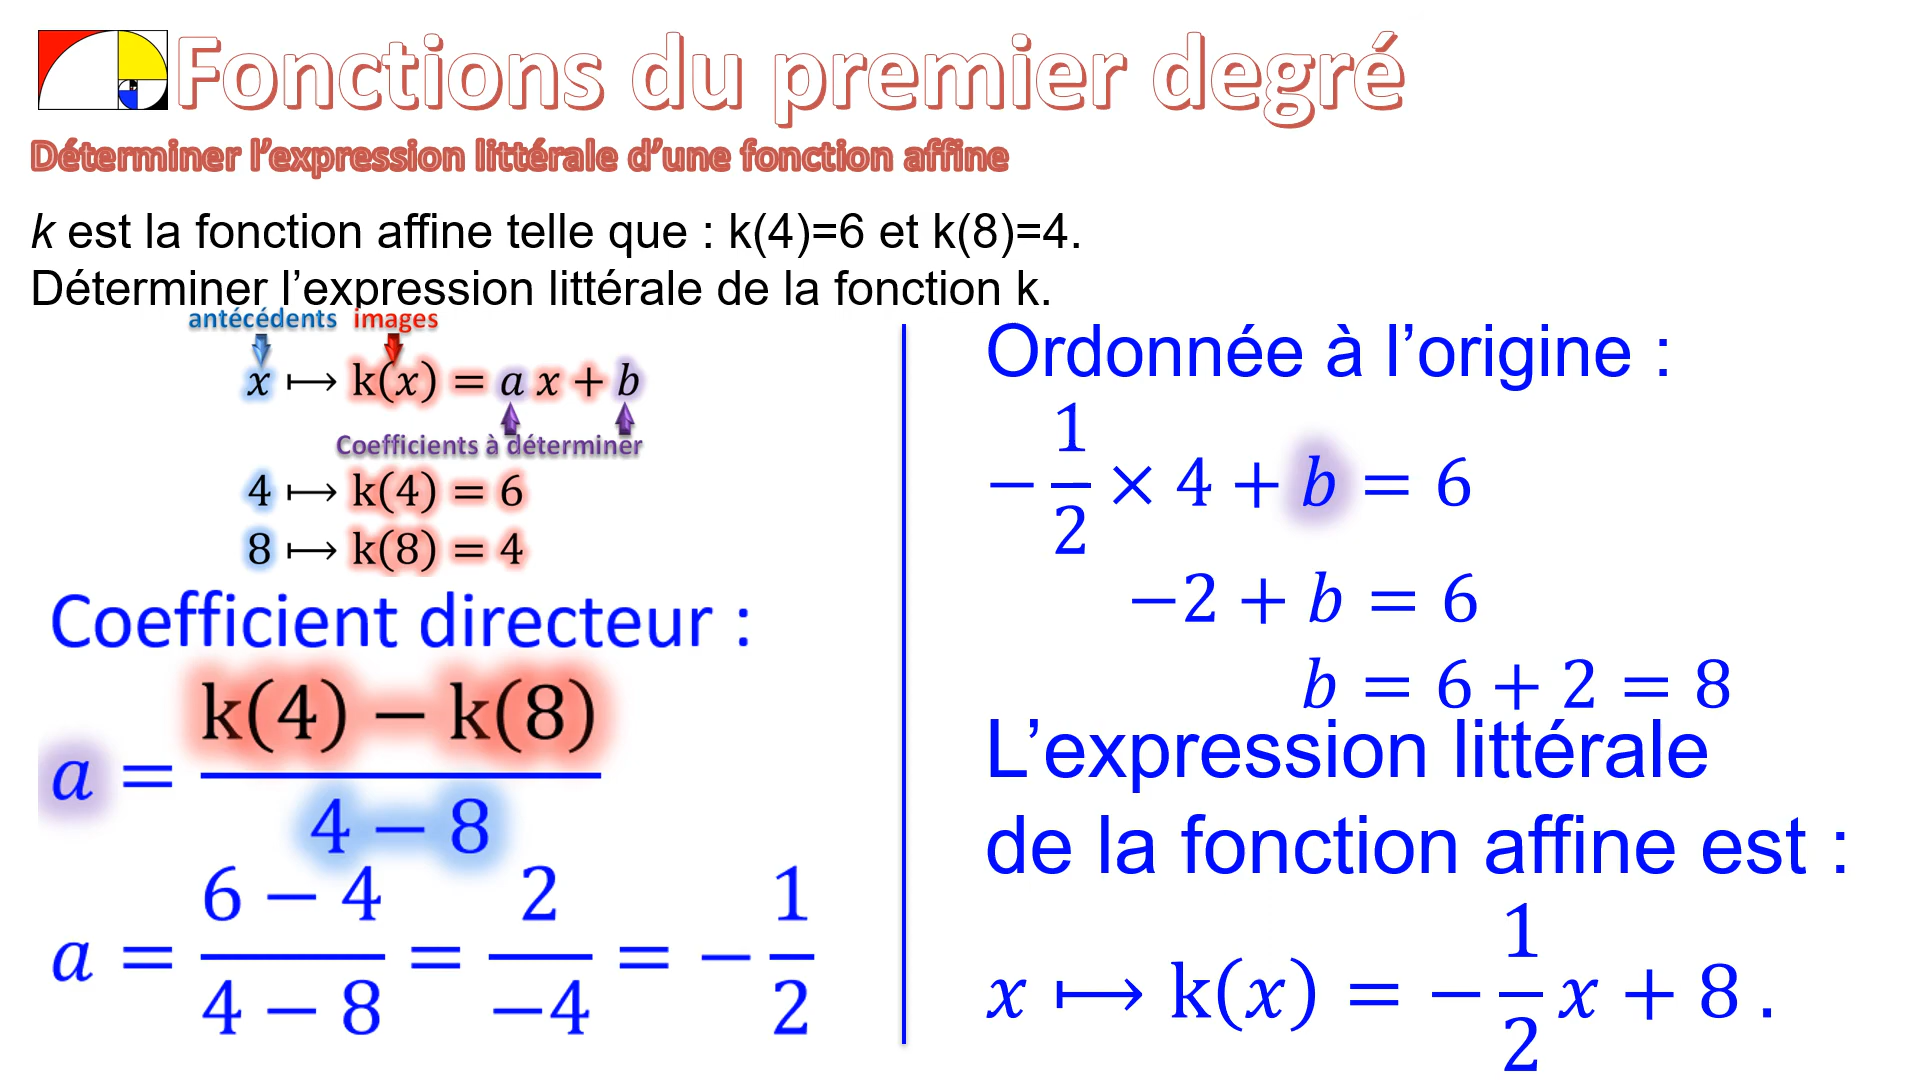 Fonctions du premier degré
Déterminer l’expression littérale d’une fonction affine
k est la fonction affine telle que : k(4)=6 et k(8)=4.
Déterminer l’expression littérale de la fonction k.
antécédents images
x ⟼ k(x) = a x + b
Coefficients à déterminer
4 ⟼ k(4) = 6
8 ⟼ k(8) = 4
Coefficient directeur :
a = (k(4) − k(8))/(4 − 8)
a = (6 − 4)/(4 − 8) = 2/(−4) = − 1/2
Ordonnée à l’origine :
− 1/2 × 4 + b = 6
−2 + b = 6
b = 6 + 2 = 8
L’expression littérale
de la fonction affine est :
x ⟼ k(x) = − 1/2 x + 8 .